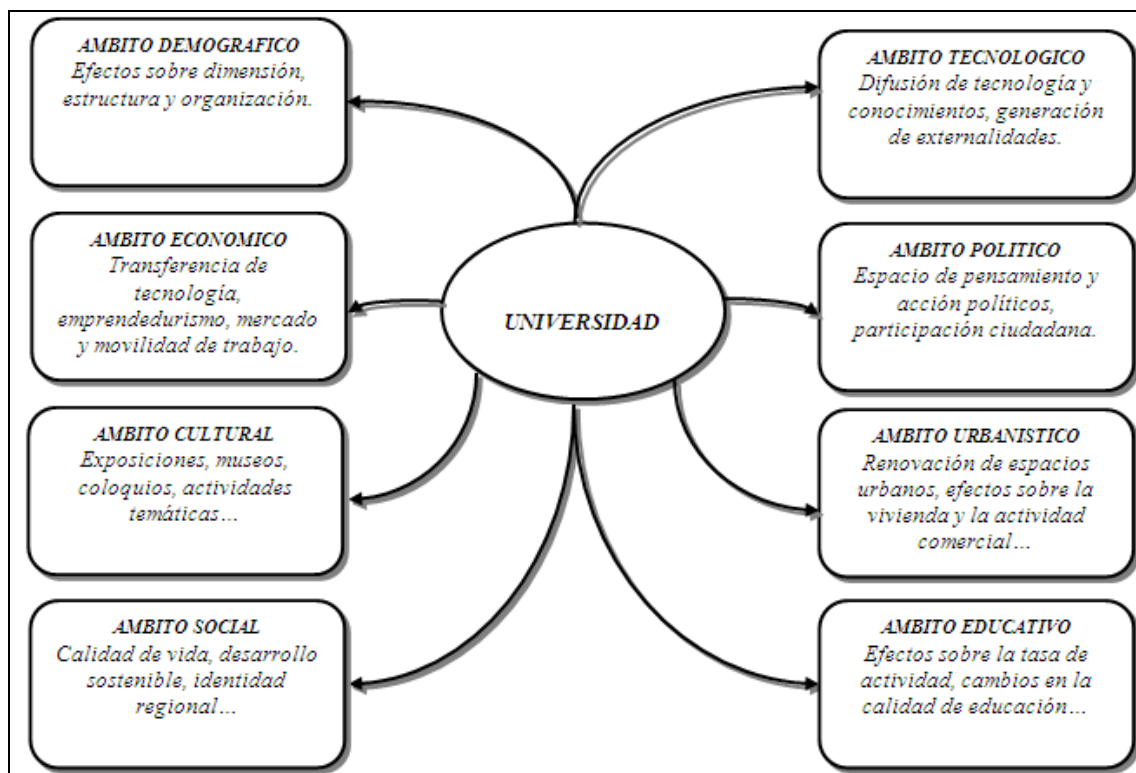 AMBITO DEMOGRAFICO
Efectos sobre dimensión,
estructura y organización.
AMBITO TECNOLOGICO
Difusión de tecnología y
conocimientos, generación
de externalidades.
AMBITO ECONOMICO
Transferencia de
tecnología,
emprendedurismo, mercado
y movilidad de trabajo.
AMBITO POLITICO
Espacio de pensamiento y
acción políticos,
participación ciudadana.
UNIVERSIDAD
AMBITO CULTURAL
Exposiciones, museos,
coloquios, actividades
temáticas…
AMBITO URBANISTICO
Renovación de espacios
urbanos, efectos sobre la
vivienda y la actividad
comercial…
AMBITO SOCIAL
Calidad de vida, desarrollo
sostenible, identidad
regional…
AMBITO EDUCATIVO
Efectos sobre la tasa de
actividad, cambios en la
calidad de educación…